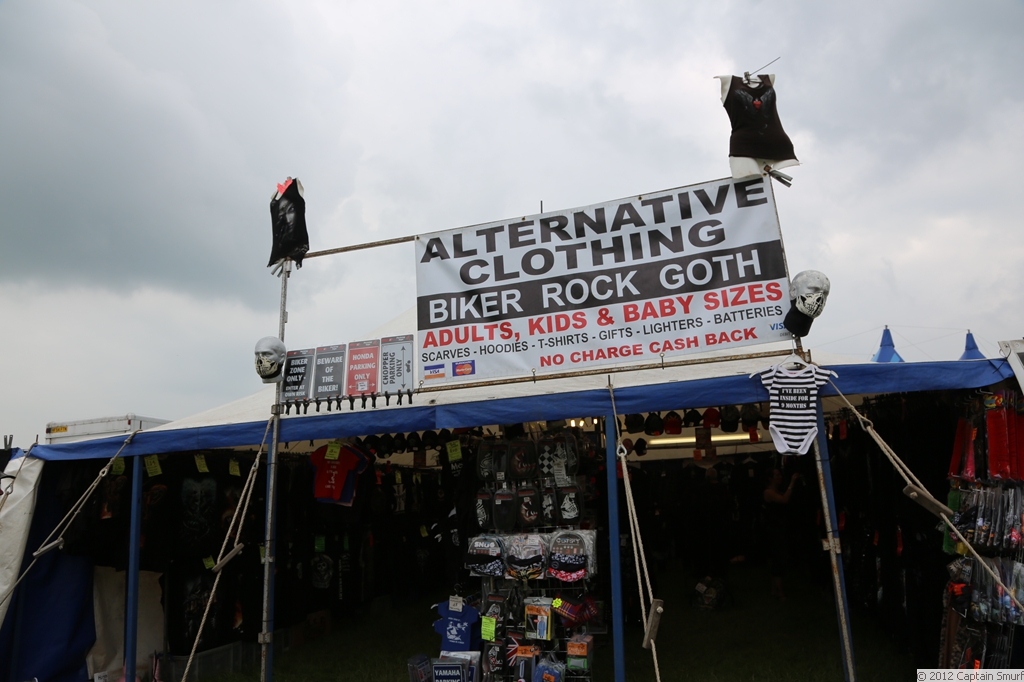 ALTERNATIVE
CLOTHING
BIKER ROCK GOTH
ADULTS, KIDS & BABY SIZES
SCARVES - HOODIES - T-SHIRTS - GIFTS - LIGHTERS - BATTERIES
NO CHARGE CASH BACK
VISA
BIKER
ZONE
ONLY
BEWARE
OF THE
BIKER!
HONDA
PARKING
ONLY
CHOPPER
PARKING
ONLY
I'VE BEEN
INSIDE FOR
9 MONTHS
YAMAHA
PARKING
© 2012 Captain Smurf